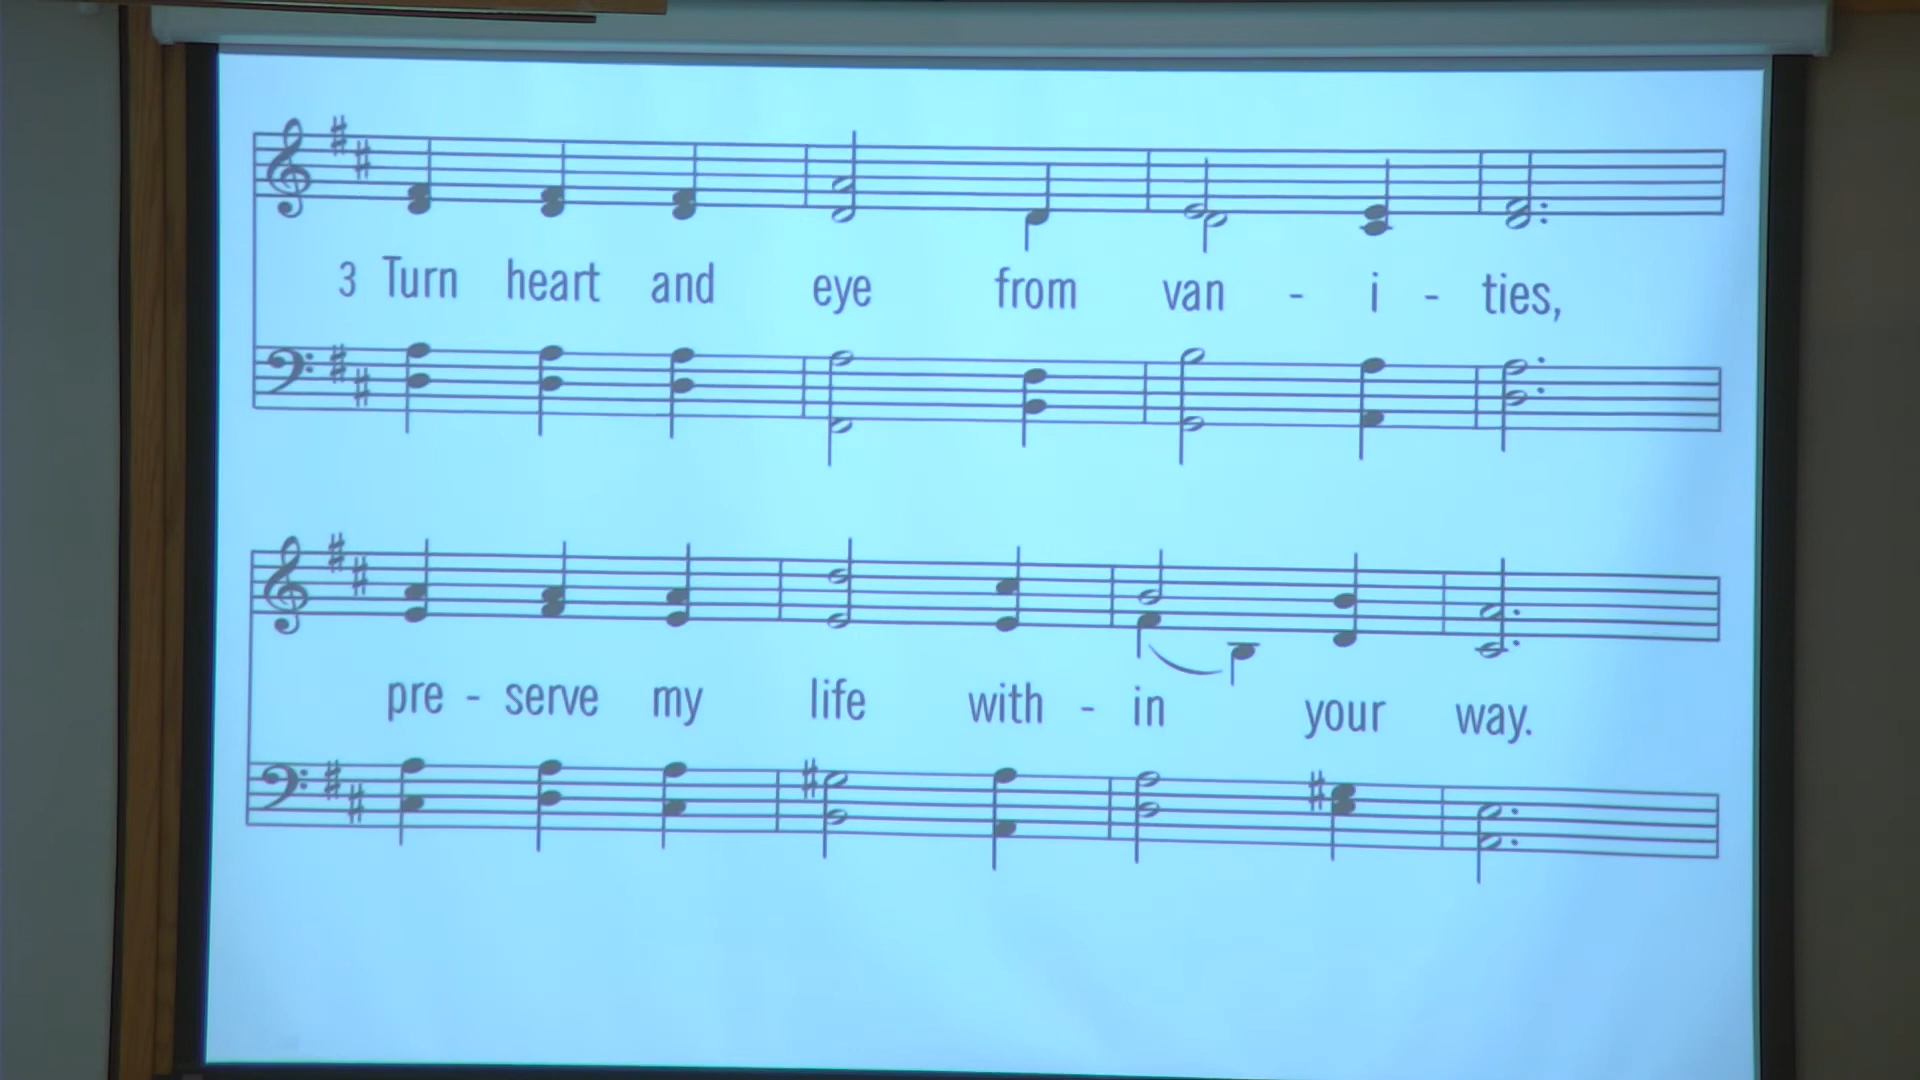 3 Turn heart and eye from van - i - ties,
pre - serve my life with - in your way.